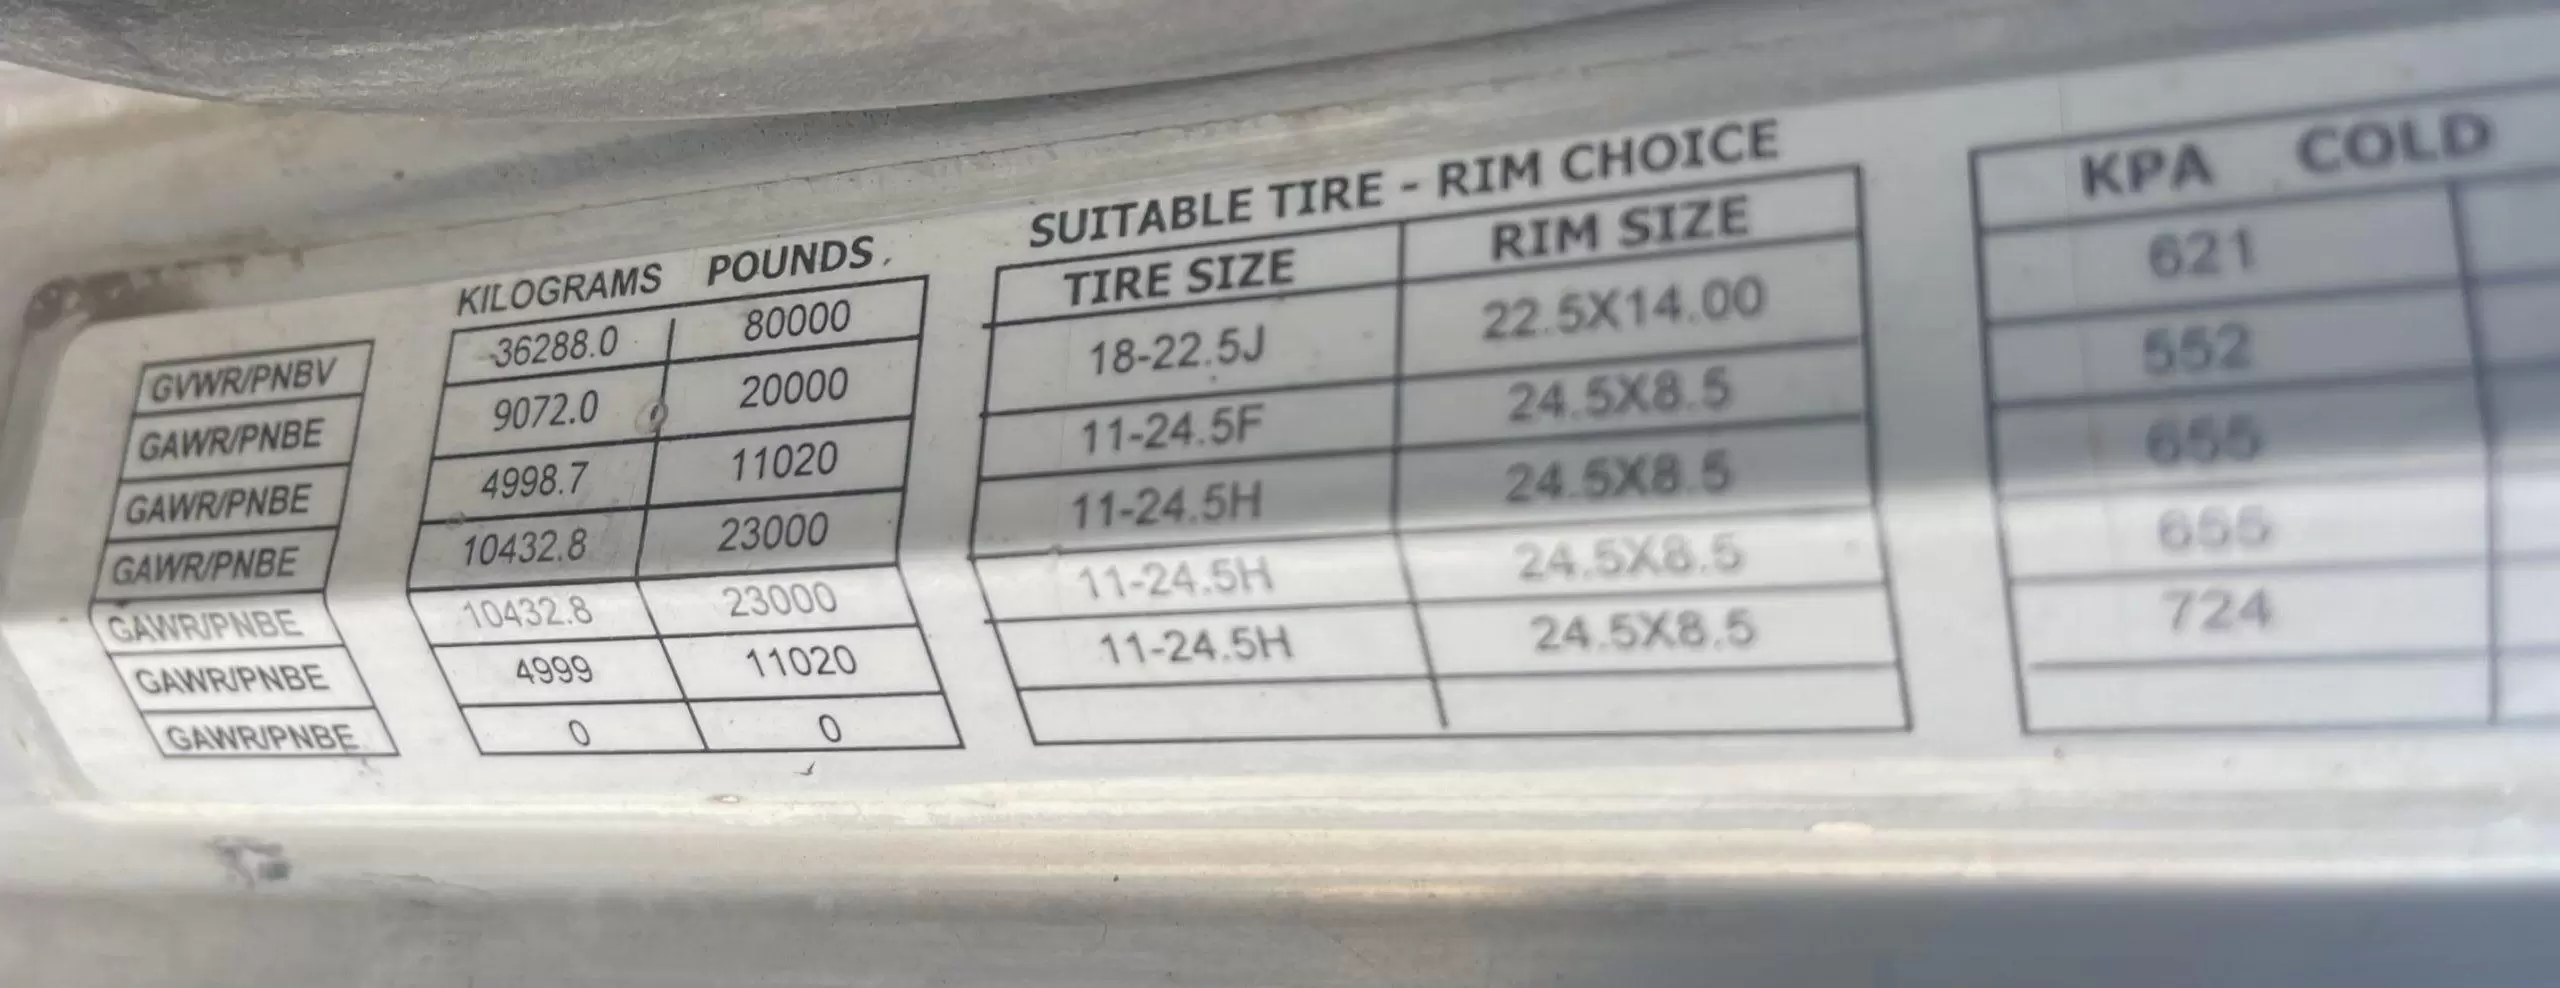 KILOGRAMS POUNDS SUITABLE TIRE - RIM CHOICE
TIRE SIZE RIM SIZE KPA COLD
GVWR/PNBV 36288.0 80000
GAWR/PNBE 9072.0 20000 18-22.5J 22.5X14.00 621
GAWR/PNBE 4998.7 11020 11-24.5F 24.5X8.5 552
GAWR/PNBE 10432.8 23000 11-24.5H 24.5X8.5 655
GAWR/PNBE 10432.8 23000 11-24.5H 24.5X8.5 655
GAWR/PNBE 4999 11020 11-24.5H 24.5X8.5 724
GAWR/PNBE 0 0